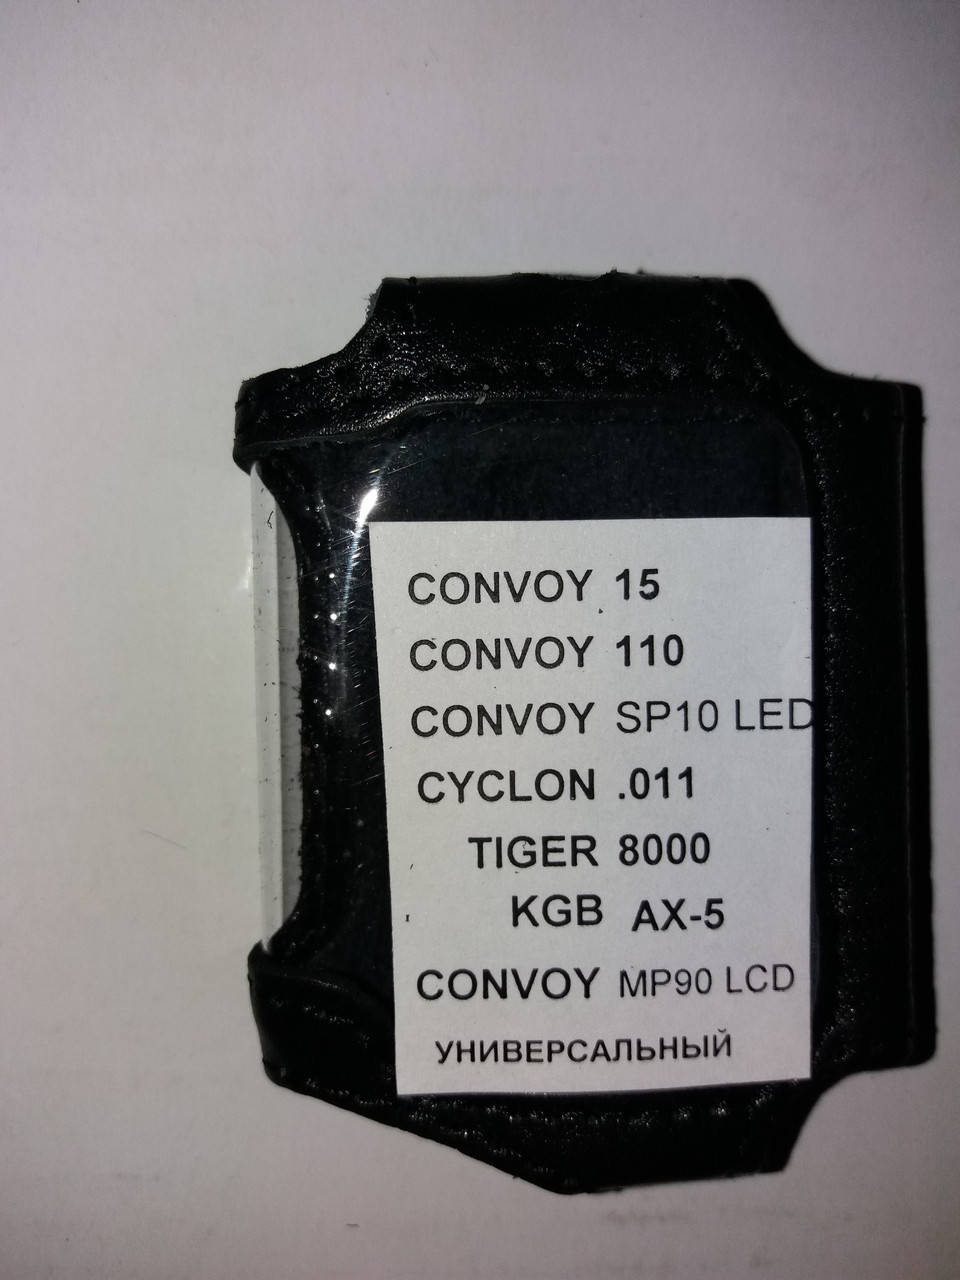 CONVOY 15
CONVOY 110
CONVOY SP10 LED
CYCLON .011
TIGER 8000
KGB AX-5
CONVOY MP90 LCD
УНИВЕРСАЛЬНЫЙ